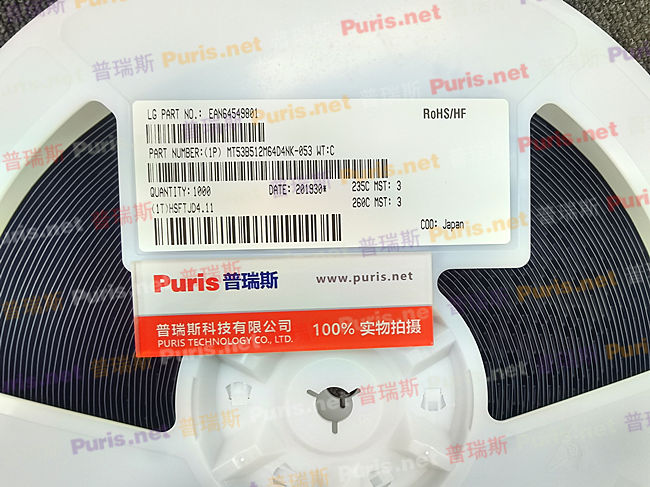 LG PART NO.: EAN64549801
RoHS/HF
PART NUMBER:(1P) MT53B512M64D4NK-053 WT:C
QUANTITY: 1000 DATE: 201930# 235C MST: 3
(1T)HSFTJD4.11 260C MST: 3
COO: Japan
Puris 普瑞斯 www.puris.net
普瑞斯科技有限公司 100% 实物拍摄
PURIS TECHNOLOGY CO., LTD.
普瑞斯 Puris.net